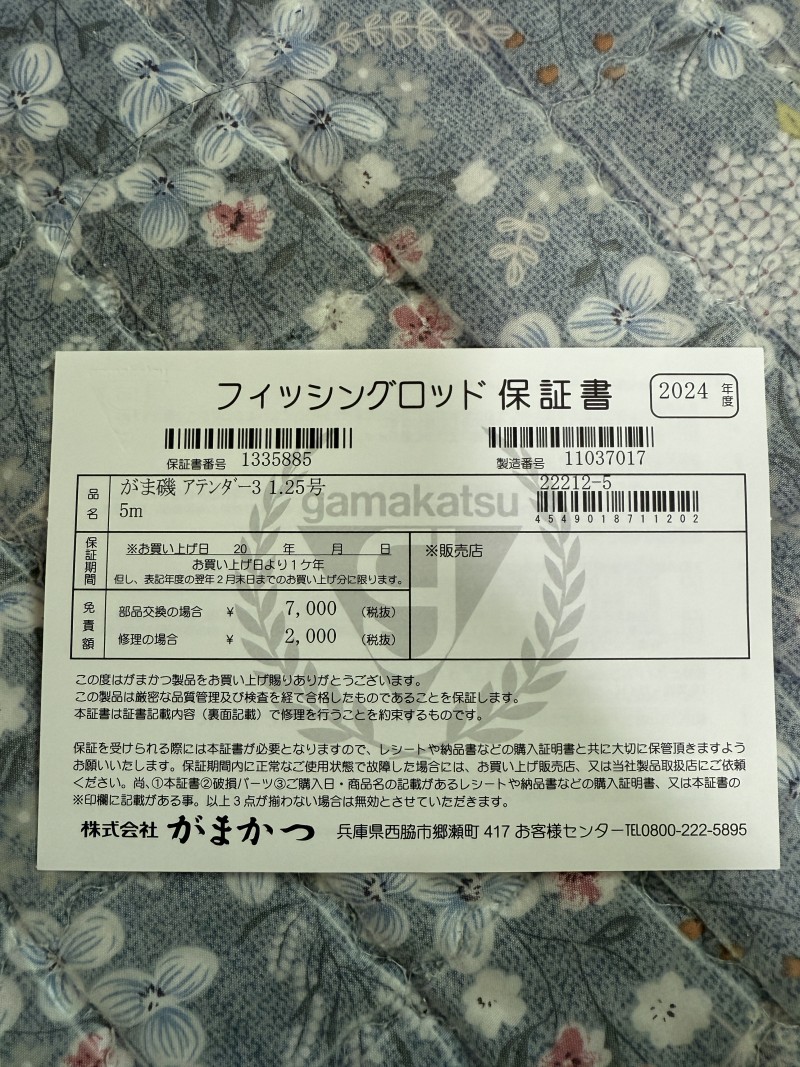 フィッシングロッド 保証書 2024 年度
保証書番号 1335885 製造番号 11037017
品名 がま磯 アテンダー3 1.25号 22212-5
5m 4549018711202
gamakatsu
保証期間 ※お買い上げ日 20 年 月 日 ※販売店
お買い上げ日より1ケ年
但し、表記年度の翌年2月末日までのお買い上げ分に限ります。
免責額 部品交換の場合 ¥ 7,000 (税抜)
修理の場合 ¥ 2,000 (税抜)
この度はがまかつ製品をお買い上げ賜りありがとうございます。
この製品は厳密な品質管理及び検査を経て合格したものであることを保証します。
本証書は証書記載内容(裏面記載)で修理を行うことを約束するものです。
保証を受けられる際には本証書が必要となりますので、レシートや納品書などの購入証明書と共に大切に保管頂きますよう
お願いいたします。保証期間内に正常なご使用状態で故障した場合には、お買い上げ販売店、又は当社製品取扱店にご依頼
ください。尚、①本証書②破損パーツ③ご購入日・商品名の記載があるレシートや納品書などの購入証明書、又は本証書の
※印欄に記載がある事。以上3点が揃わない場合は無効とさせていただきます。
株式会社 がまかつ 兵庫県西脇市郷瀬町 417 お客様センターTEL0800-222-5895